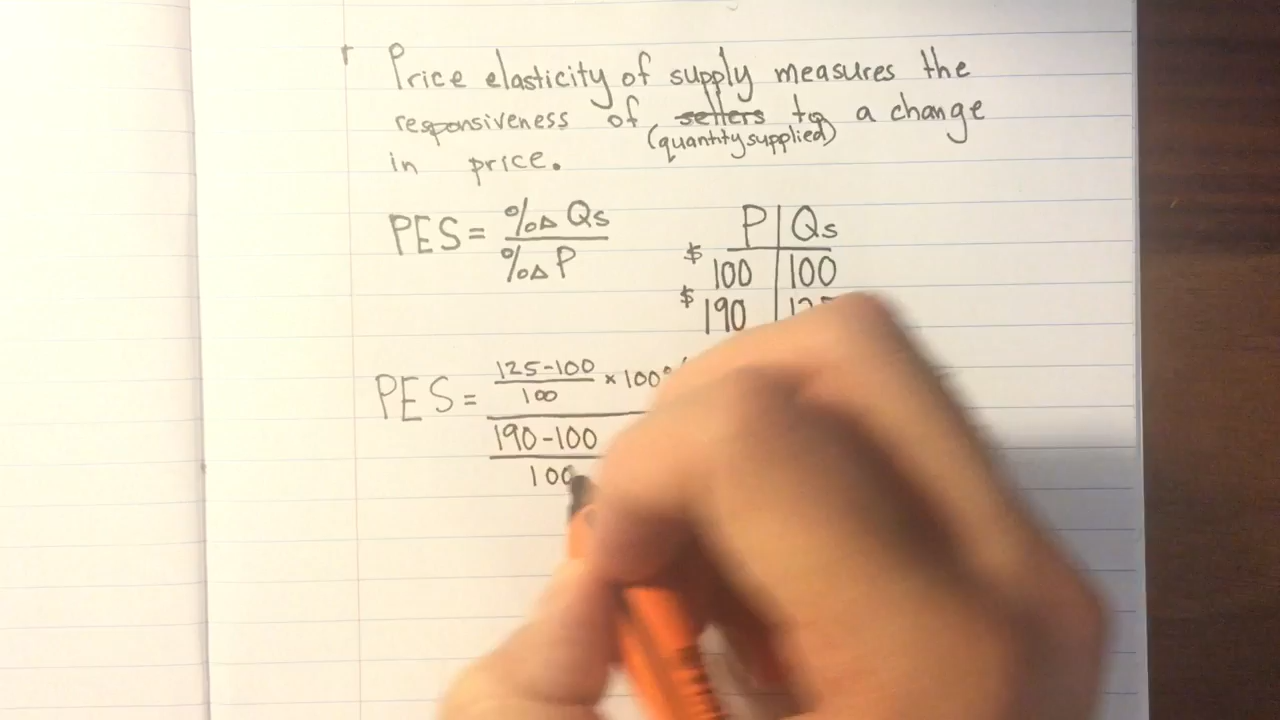 Price elasticity of supply measures the
responsiveness of sellers to a change
(quantity supplied)
in price.
PES = %Δ Qs
%Δ P
P Qs
$ 100 100
$ 190
PES = 125-100
100
× 100
190-100
100